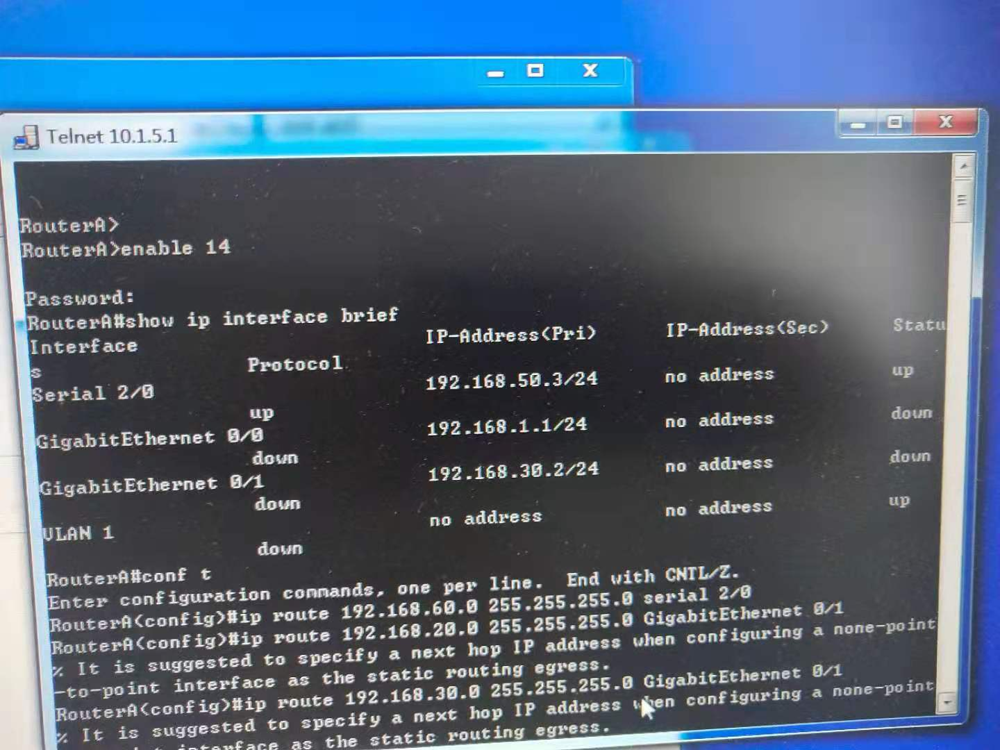 Telnet 10.1.5.1
RouterA>
RouterA>enable 14
Password:
RouterA#show ip interface brief
Interface IP-Address(Pri) IP-Address(Sec) Statu
s Protocol
Serial 2/0 192.168.50.3/24 no address up
up
GigabitEthernet 0/0 192.168.1.1/24 no address down
down
GigabitEthernet 0/1 192.168.30.2/24 no address down
down
VLAN 1 no address no address up
down
RouterA#conf t
Enter configuration commands, one per line. End with CNTL/Z.
RouterA(config)#ip route 192.168.60.0 255.255.255.0 serial 2/0
RouterA(config)#ip route 192.168.20.0 255.255.255.0 GigabitEthernet 0/1
% It is suggested to specify a next hop IP address when configuring a none-point
-to-point interface as the static routing egress.
RouterA(config)#ip route 192.168.30.0 255.255.255.0 GigabitEthernet 0/1
% It is suggested to specify a next hop IP address when configuring a none-point
interface as the static routing egress.